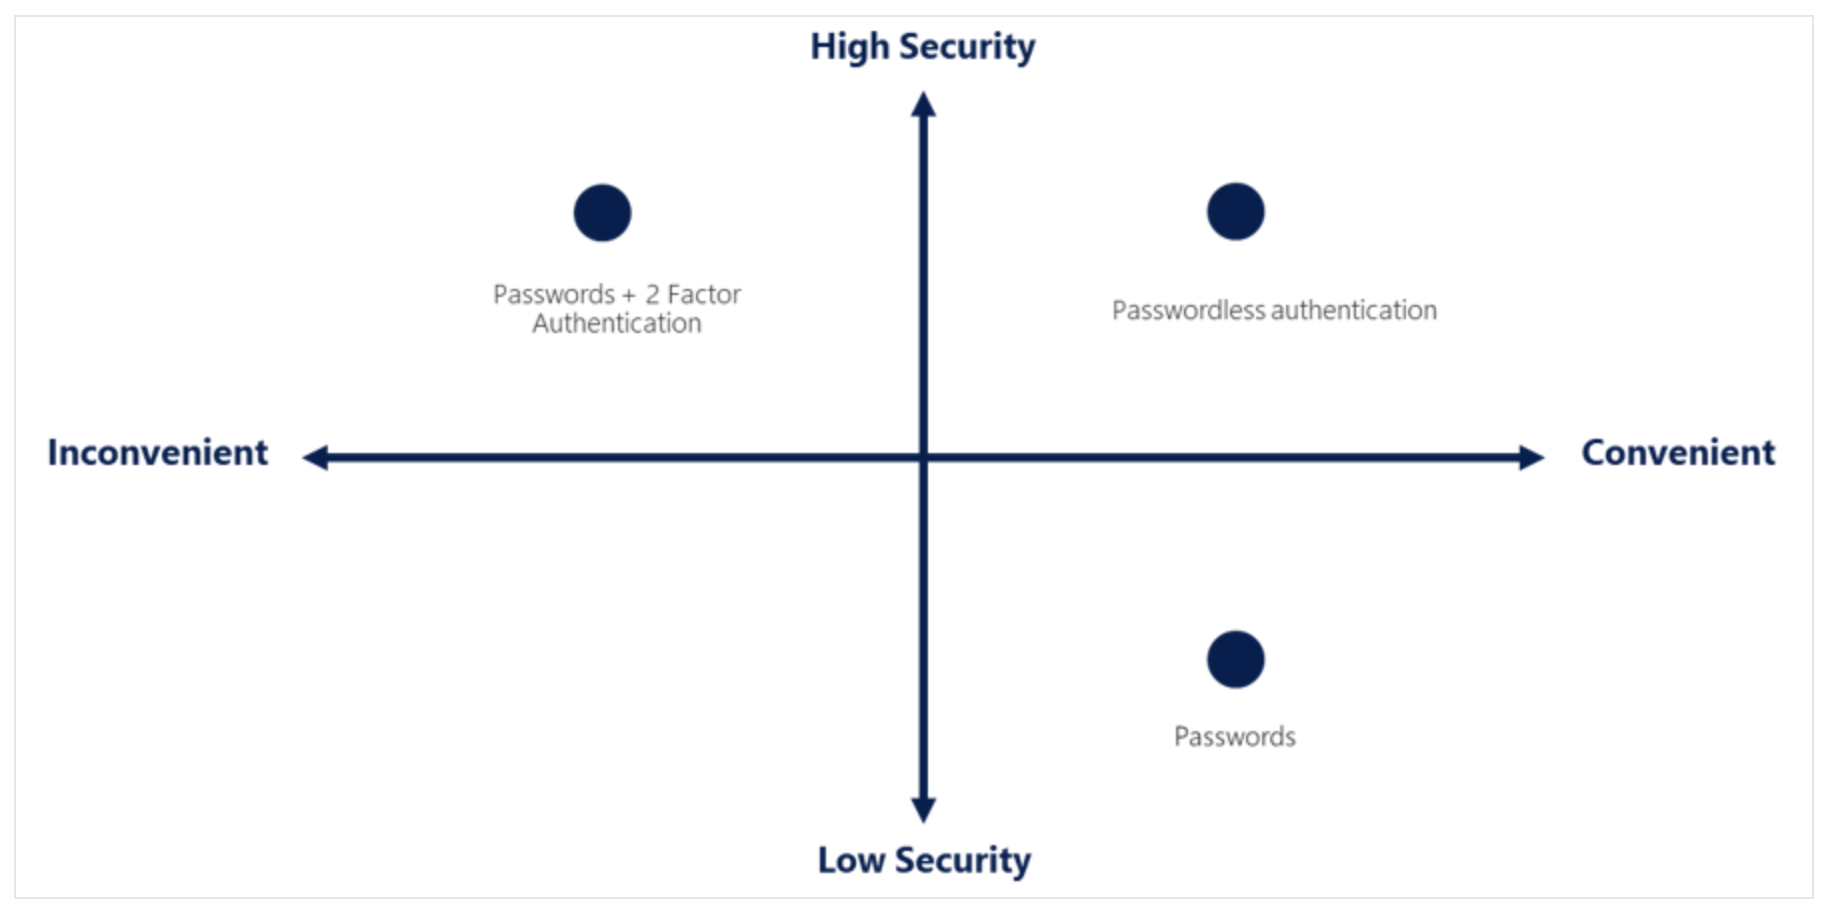 High Security
Passwords + 2 Factor
Authentication
Passwordless authentication
Inconvenient
Convenient
Passwords
Low Security